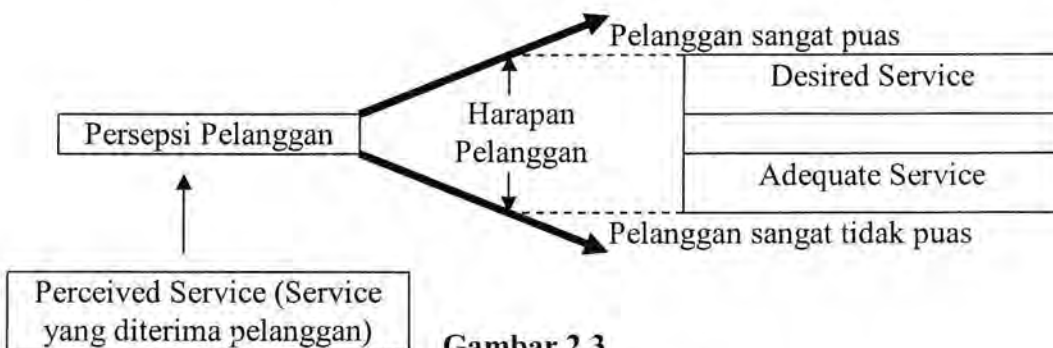 Pelanggan sangat puas
Desired Service
Harapan
Pelanggan
Persepsi Pelanggan
Adequate Service
Pelanggan sangat tidak puas
Perceived Service (Service
yang diterima pelanggan)
Gambar 2.3